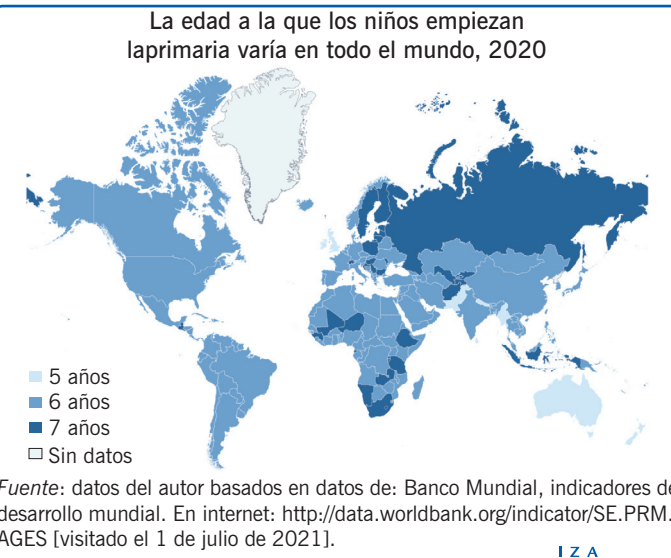 La edad a la que los niños empiezan
laprimaria varía en todo el mundo, 2020
5 años
6 años
7 años
Sin datos
Fuente: datos del autor basados en datos de: Banco Mundial, indicadores de
desarrollo mundial. En internet: http://data.worldbank.org/indicator/SE.PRM.
AGES [visitado el 1 de julio de 2021].
I Z A